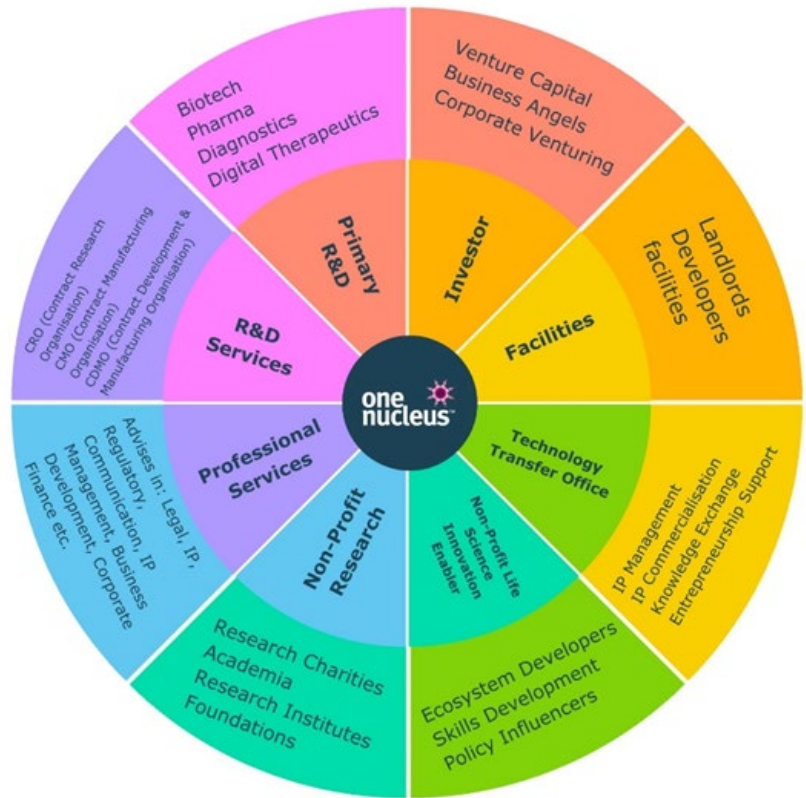 Biotech
Pharma
Diagnostics
Digital Therapeutics
Primary
R&D
Venture Capital
Business Angels
Corporate Venturing
Investor
Landlords
Developers
facilities
Facilities
IP Management
IP Commercialisation
Knowledge Exchange
Entrepreneurship Support
Technology
Transfer Office
Ecosystem Developers
Skills Development
Policy Influencers
Non-Profit Life
Science
Innovation
Enabler
Research Charities
Academia
Research Institutes
Foundations
Non-Profit
Research
Advises in: Legal, IP,
Regulatory,
Communication, IP
Management, Business
Development, Corporate
Finance etc.
Professional
Services
CRO (Contract Research
Organisation)
CMO (Contract Manufacturing
Organisation)
CDMO (Contract Development &
Manufacturing Organisation)
R&D
Services
one
nucleus™